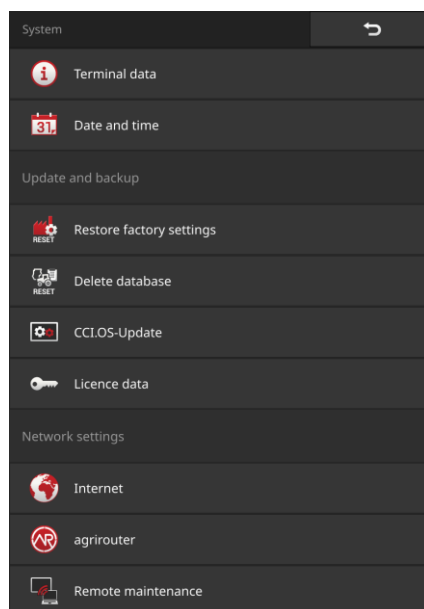 System
Terminal data
31
Date and time
Update and backup
RESET
Restore factory settings
RESET
Delete database
CCI.OS-Update
Licence data
Network settings
Internet
AR
agrirouter
Remote maintenance